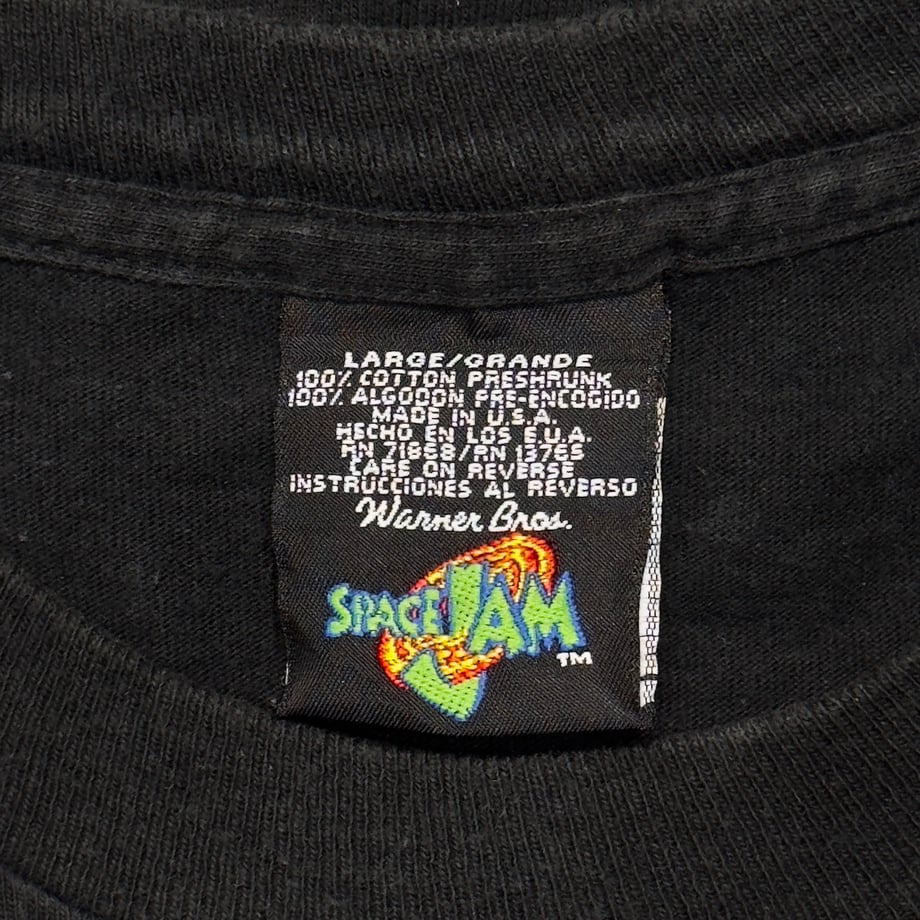 LARGE/GRANDE
100% COTTON PRESHRUNK
100% ALGODON PRE-ENCOGIDO
MADE IN U.S.A.
HECHO EN LOS E.U.A.
RN 71868/RN 13765
CARE ON REVERSE
INSTRUCCIONES AL REVERSO
Warner Bros.
SPACE JAM
TM